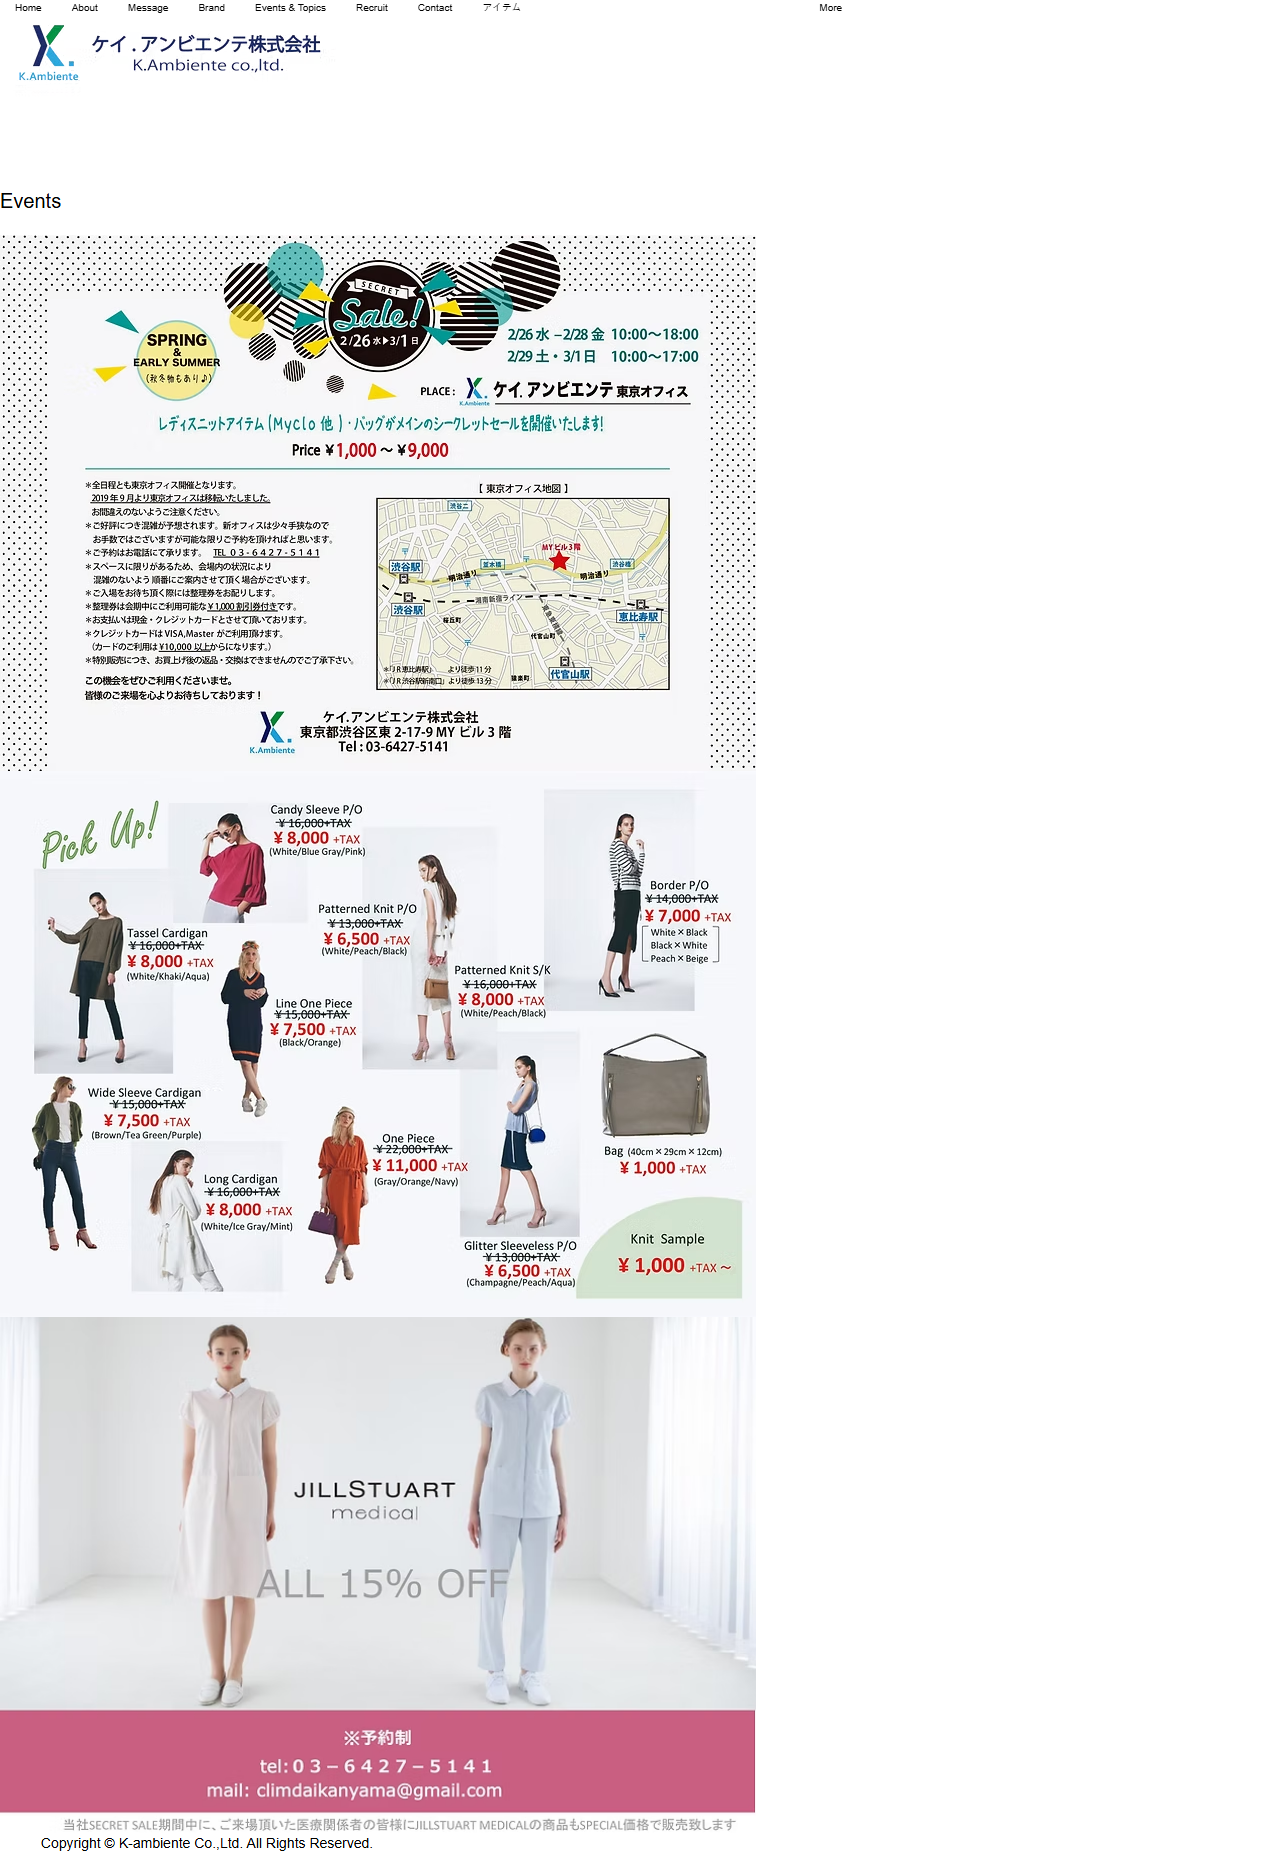 Home About Message Brand Events & Topics Recruit Contact アイテム More
ケイ.アンビエンテ株式会社
K.Ambiente co.,ltd.
K.Ambiente
Events
SECRET
Sale!
2/26水▶3/1日
SPRING
&
EARLY SUMMER
(秋冬物もあり♪)
2/26水–2/28金 10:00〜18:00
2/29土・3/1日 10:00〜17:00
PLACE: K.Ambiente ケイ.アンビエンテ東京オフィス
レディスニットアイテム(Myclo 他)・バッグがメインのシークレットセールを開催いたします!
Price ¥1,000 〜 ¥9,000
＊全日程とも東京オフィス開催となります。
2019年9月より東京オフィスは移転いたしました。
お間違えのないようご注意ください。
＊ご好評につき混雑が予想されます。新オフィスは少々手狭なので
お手数ではございますが可能な限りご予約を頂ければと思います。
＊ご予約はお電話にて承ります。 TEL 03-6427-5141
＊スペースに限りがあるため、会場内の状況により
混雑のないよう順番にご案内させて頂く場合がございます。
＊ご入場をお待ち頂く際には整理券をお配りします。
＊整理券は会期中にご利用可能な¥1,000割引券付きです。
＊お支払いは現金・クレジットカードとさせて頂いております。
＊クレジットカードはVISA,Masterがご利用頂けます。
（カードのご利用は¥10,000以上からになります。）
＊特別販売につき、お買上げ後の返品・交換はできませんのでご了承下さい。
この機会をぜひご利用くださいませ。
皆様のご来場を心よりお待ちしております！
【 東京オフィス地図 】
渋谷二
MYビル3階
渋谷駅
並木橋
渋谷橋
明治通り
明治通り
湘南新宿ライン
渋谷駅
恵比寿駅
桜丘町
東急東横線
代官山町
＊「JR恵比寿駅」 より徒歩11分
猿楽町
代官山駅
＊「JR渋谷駅新南口」より徒歩13分
K.Ambiente
ケイ.アンビエンテ株式会社
東京都渋谷区東 2-17-9 MY ビル 3 階
Tel : 03-6427-5141
Pick Up!
Candy Sleeve P/O
¥16,000+TAX
¥8,000 +TAX
(White/Blue Gray/Pink)
Border P/O
¥14,000+TAX
¥7,000 +TAX
White×Black
Black×White
Peach×Beige
Patterned Knit P/O
¥13,000+TAX
¥6,500 +TAX
(White/Peach/Black)
Tassel Cardigan
¥16,000+TAX
¥8,000 +TAX
(White/Khaki/Aqua)
Patterned Knit S/K
¥16,000+TAX
¥8,000 +TAX
(White/Peach/Black)
Line One Piece
¥15,000+TAX
¥7,500 +TAX
(Black/Orange)
Wide Sleeve Cardigan
¥15,000+TAX
¥7,500 +TAX
(Brown/Tea Green/Purple)
One Piece
¥22,000+TAX
¥11,000 +TAX
(Gray/Orange/Navy)
Bag (40cm×29cm×12cm)
¥1,000 +TAX
Long Cardigan
¥16,000+TAX
¥8,000 +TAX
(White/Ice Gray/Mint)
Glitter Sleeveless P/O
¥13,000+TAX
¥6,500 +TAX
(Champagne/Peach/Aqua)
Knit Sample
¥1,000 +TAX〜
JILLSTUART
medical
ALL 15% OFF
※予約制
tel:０３－６４２７－５１４１
mail: climdaikanyama@gmail.com
当社SECRET SALE期間中に、ご来場頂いた医療関係者の皆様にJILLSTUART MEDICALの商品もSPECIAL価格で販売致します
Copyright © K-ambiente Co.,Ltd. All Rights Reserved.